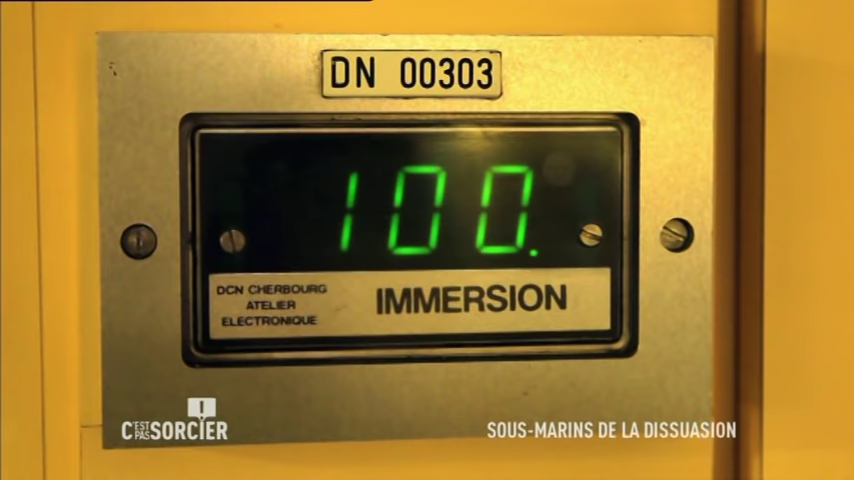 DN 00303
100.
DCN CHERBOURG
ATELIER
ELECTRONIQUE
IMMERSION
C'EST PAS SORCIER
SOUS-MARINS DE LA DISSUASION